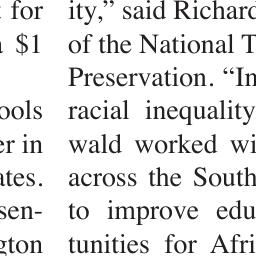 for
$1
ools
er in
ates.
sen-
gton
ity,” said Richard
of the National T
Preservation. “In
racial inequality
wald worked wi
across the South
to improve edu
tunities for Afri